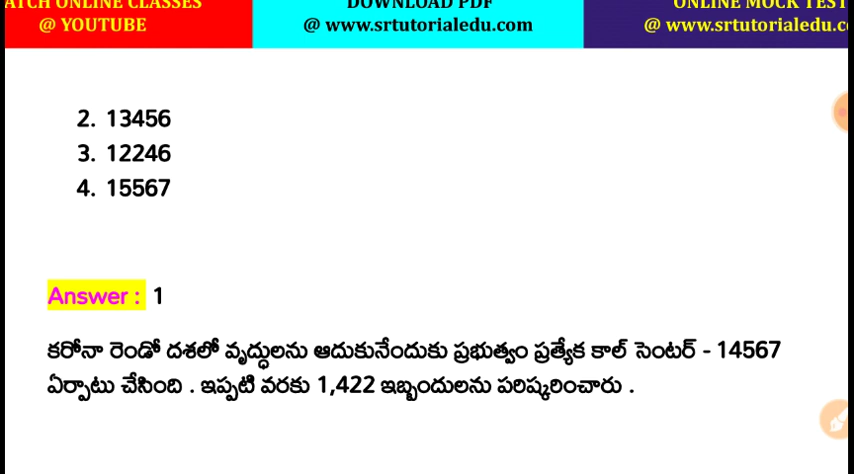 ATCH ONLINE CLASSES
@ YOUTUBE
DOWNLOAD PDF
@ www.srtutorialedu.com
ONLINE MOCK TEST
@ www.srtutorialedu.c
2. 13456
3. 12246
4. 15567
Answer : 1
కరోనా రెండో దశలో వృద్ధులను ఆదుకునేందుకు ప్రభుత్వం ప్రత్యేక కాల్ సెంటర్ - 14567
ఏర్పాటు చేసింది . ఇప్పటి వరకు 1,422 ఇబ్బందులను పరిష్కరించారు .